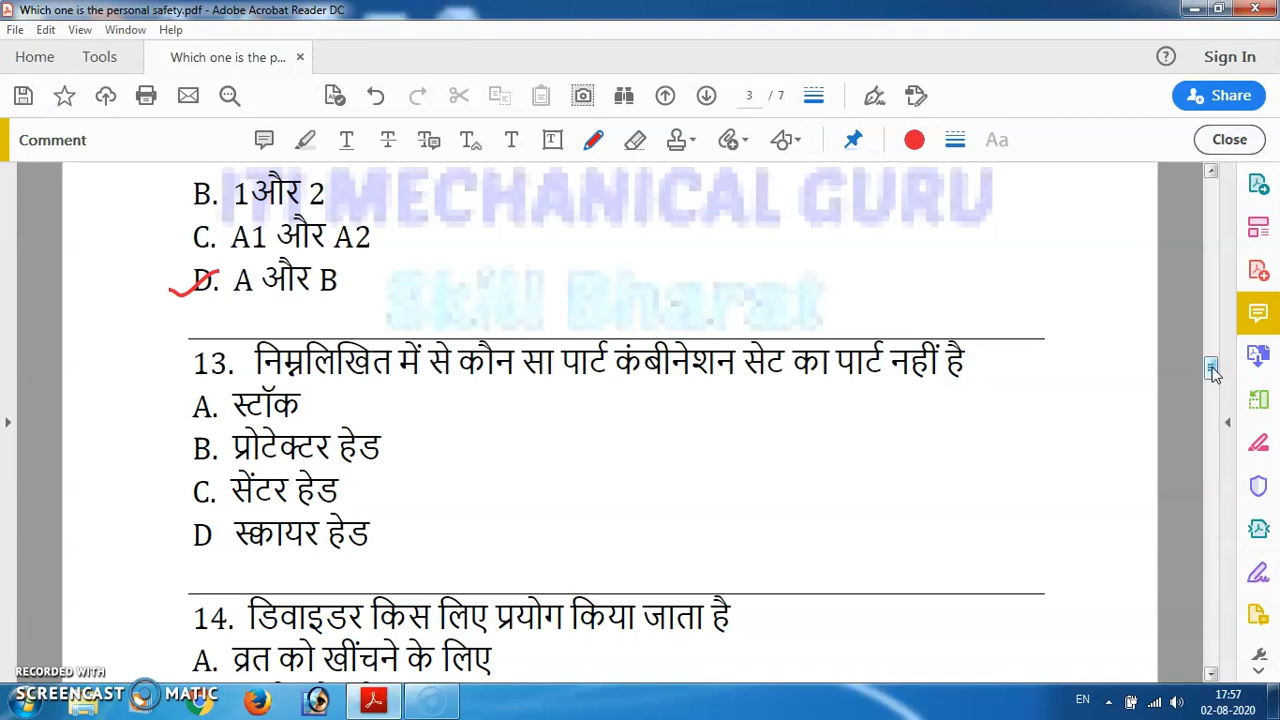 Which one is the personal safety.pdf - Adobe Acrobat Reader DC
File Edit View Window Help
Home Tools Which one is the p... × Sign In
3 / 7 Share
Comment Aa Close
ITI MECHANICAL GURU
B. 1और 2
C. A1 और A2
D. A और B
Skill Bharat
13. निम्नलिखित में से कौन सा पार्ट कंबीनेशन सेट का पार्ट नहीं है
A. स्टॉक
B. प्रोटेक्टर हेड
C. सेंटर हेड
D स्क्वायर हेड
14. डिवाइडर किस लिए प्रयोग किया जाता है
A. व्रत को खींचने के लिए
RECORDED WITH
SCREENCAST MATIC
EN 17:57
02-08-2020